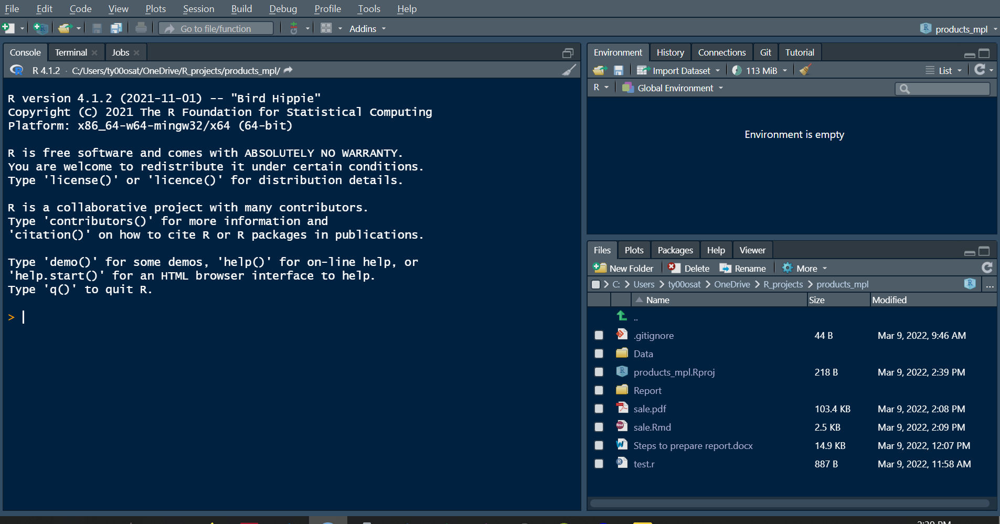 File Edit Code View Plots Session Build Debug Profile Tools Help
Go to file/function Addins products_mpl
Console Terminal Jobs
R 4.1.2 · C:/Users/ty00osat/OneDrive/R_projects/products_mpl/
R version 4.1.2 (2021-11-01) -- "Bird Hippie"
Copyright (C) 2021 The R Foundation for Statistical Computing
Platform: x86_64-w64-mingw32/x64 (64-bit)
R is free software and comes with ABSOLUTELY NO WARRANTY.
You are welcome to redistribute it under certain conditions.
Type 'license()' or 'licence()' for distribution details.
R is a collaborative project with many contributors.
Type 'contributors()' for more information and
'citation()' on how to cite R or R packages in publications.
Type 'demo()' for some demos, 'help()' for on-line help, or
'help.start()' for an HTML browser interface to help.
Type 'q()' to quit R.
>
Environment History Connections Git Tutorial
Import Dataset 113 MiB List
R Global Environment
Environment is empty
Files Plots Packages Help Viewer
New Folder Delete Rename More
C: > Users > ty00osat > OneDrive > R_projects > products_mpl ...
Name Size Modified
..
.gitignore 44 B Mar 9, 2022, 9:46 AM
Data
products_mpl.Rproj 218 B Mar 9, 2022, 2:39 PM
Report
sale.pdf 103.4 KB Mar 9, 2022, 2:08 PM
sale.Rmd 2.5 KB Mar 9, 2022, 2:09 PM
Steps to prepare report.docx 14.9 KB Mar 9, 2022, 12:07 PM
test.r 887 B Mar 9, 2022, 11:58 AM